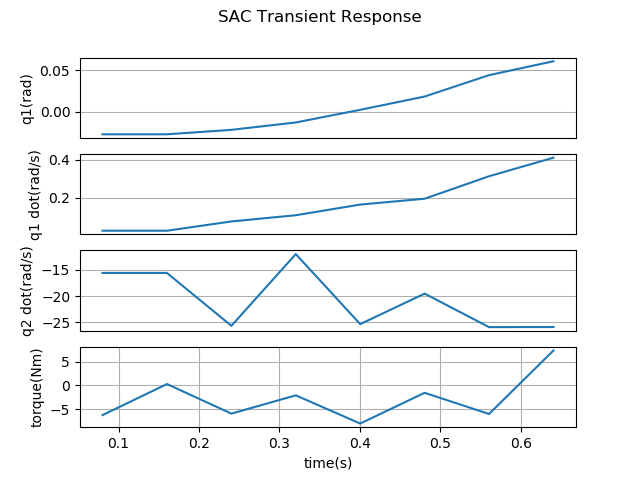 SAC Transient Response
q1(rad)
0.05
0.00
q1 dot(rad/s)
0.4
0.2
q2 dot(rad/s)
−15
−20
−25
torque(Nm)
5
0
−5
0.1 0.2 0.3 0.4 0.5 0.6
time(s)